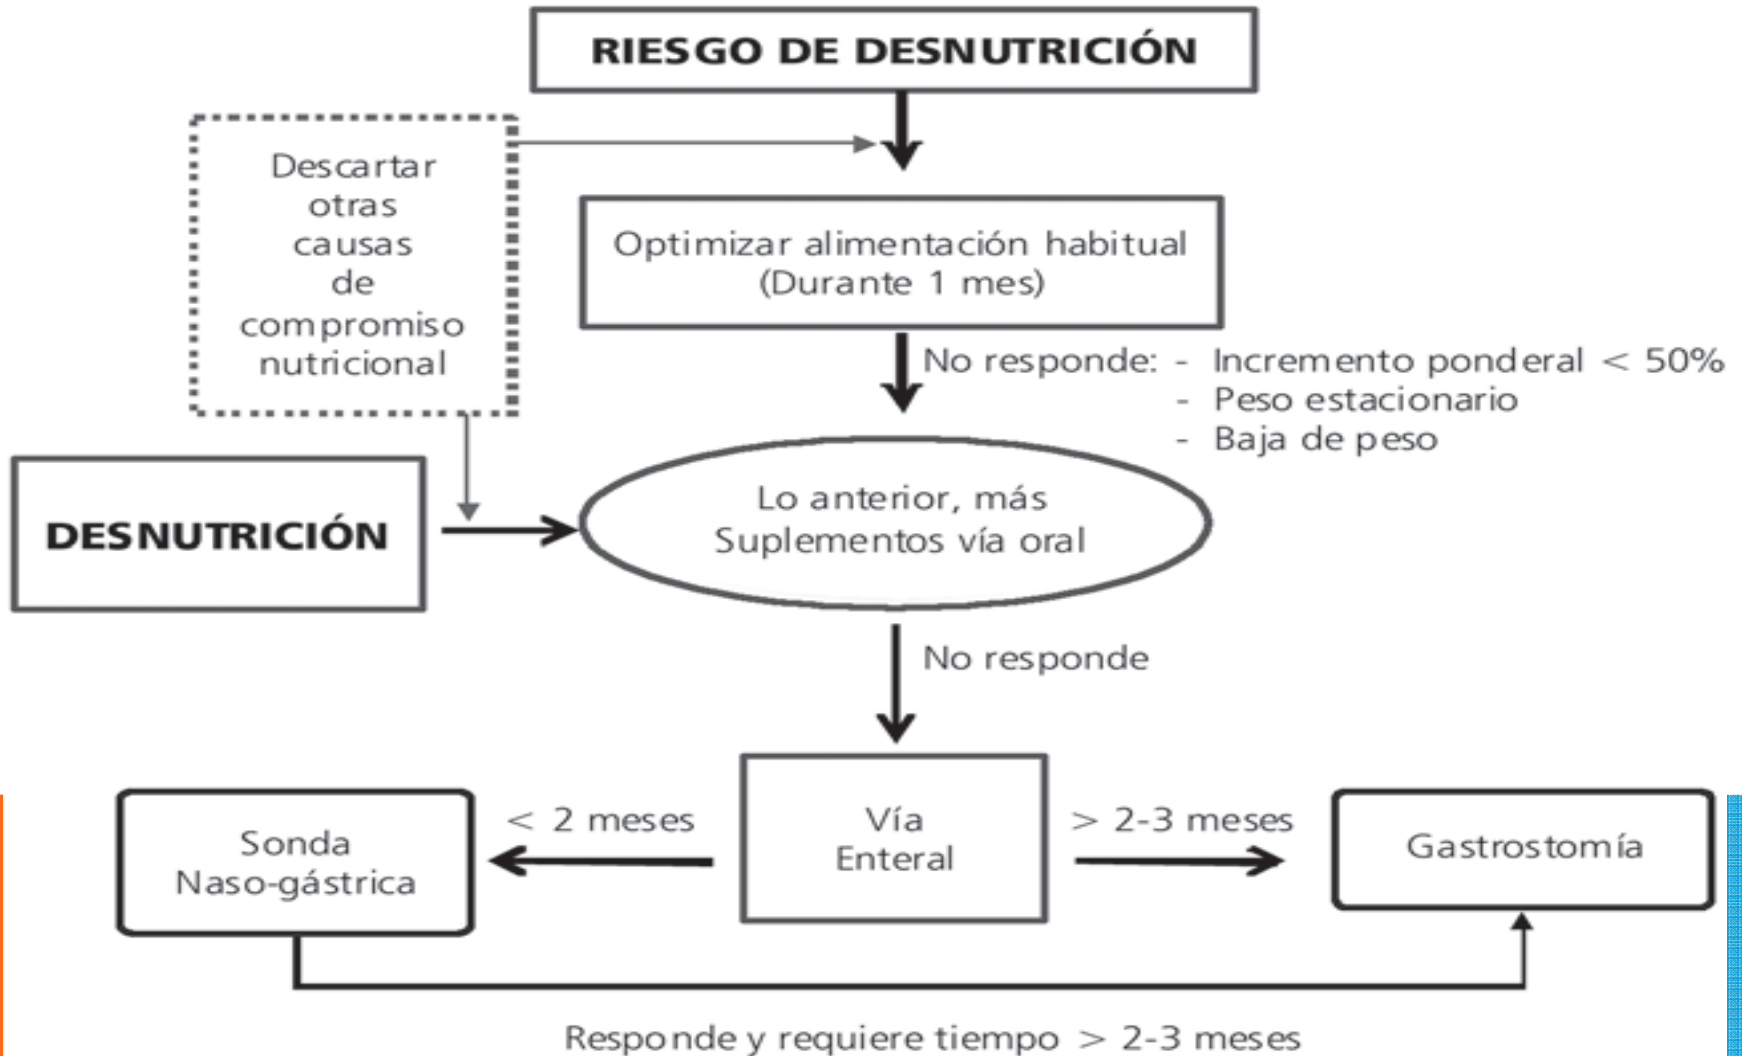 RIESGO DE DESNUTRICIÓN
Descartar
otras
causas
de
compromiso
nutricional
Optimizar alimentación habitual
(Durante 1 mes)
No responde: - Incremento ponderal < 50%
- Peso estacionario
- Baja de peso
DESNUTRICIÓN
Lo anterior, más
Suplementos vía oral
No responde
Sonda
Naso-gástrica
< 2 meses
Vía
Enteral
> 2-3 meses
Gastrostomía
Responde y requiere tiempo > 2-3 meses